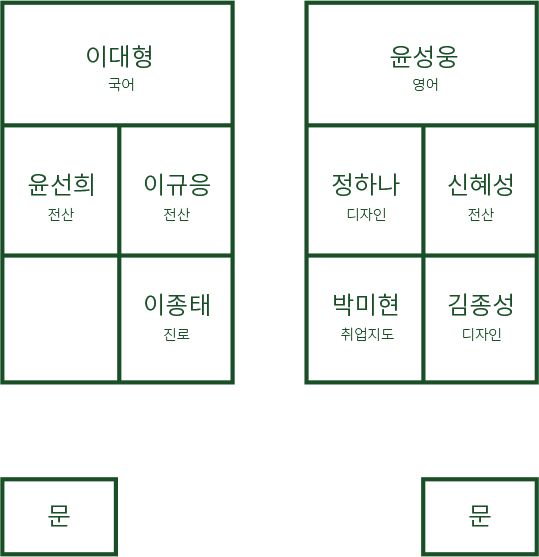 이대형
국어
윤성웅
영어
윤선희
전산
이규응
전산
정하나
디자인
신혜성
전산
이종태
진로
박미현
취업지도
김종성
디자인
문
문